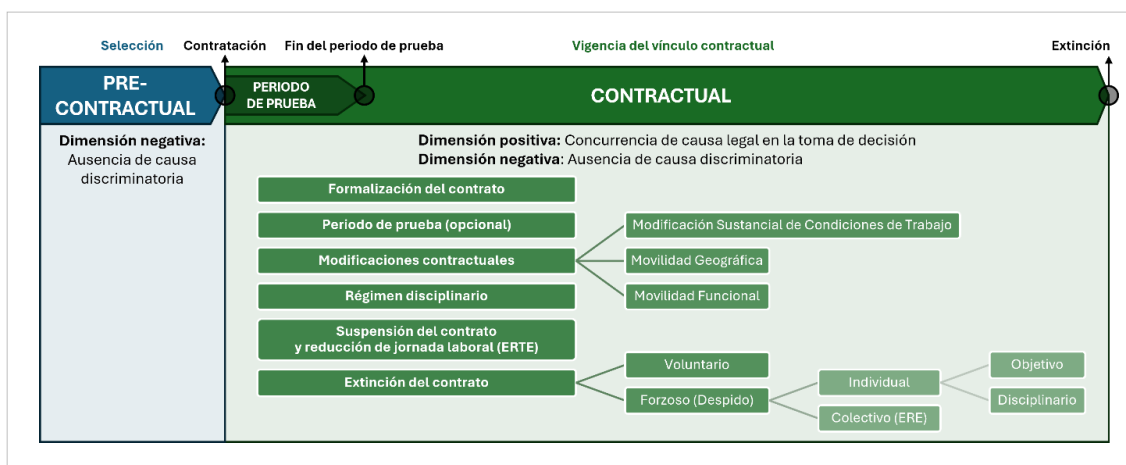 Selección
Contratación
Fin del periodo de prueba
Vigencia del vínculo contractual
Extinción
PRE-
CONTRACTUAL
PERIODO
DE PRUEBA
CONTRACTUAL
Dimensión negativa:
Ausencia de causa
discriminatoria
Dimensión positiva: Concurrencia de causa legal en la toma de decisión
Dimensión negativa: Ausencia de causa discriminatoria
Formalización del contrato
Periodo de prueba (opcional)
Modificaciones contractuales
Modificación Sustancial de Condiciones de Trabajo
Movilidad Geográfica
Movilidad Funcional
Régimen disciplinario
Suspensión del contrato
y reducción de jornada laboral (ERTE)
Extinción del contrato
Voluntario
Forzoso (Despido)
Individual
Colectivo (ERE)
Objetivo
Disciplinario